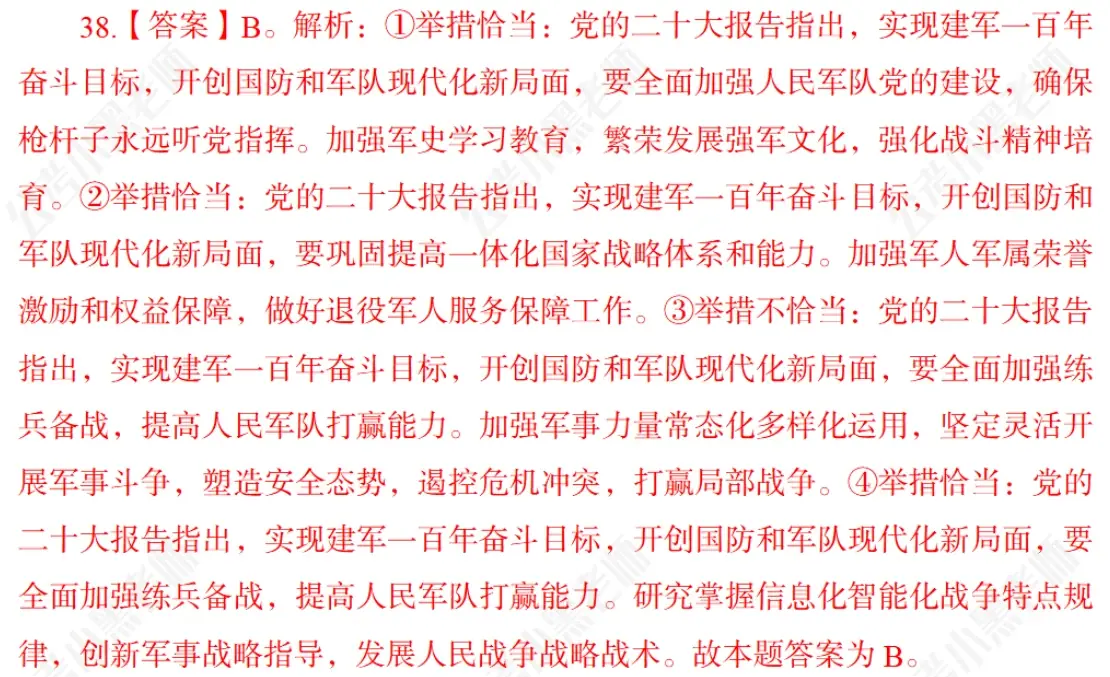 38.【答案】B。解析：①举措恰当：党的二十大报告指出，实现建军一百年
奋斗目标，开创国防和军队现代化新局面，要全面加强人民军队党的建设，确保
枪杆子永远听党指挥。加强军史学习教育，繁荣发展强军文化，强化战斗精神培
育。②举措恰当：党的二十大报告指出，实现建军一百年奋斗目标，开创国防和
军队现代化新局面，要巩固提高一体化国家战略体系和能力。加强军人军属荣誉
激励和权益保障，做好退役军人服务保障工作。③举措不恰当：党的二十大报告
指出，实现建军一百年奋斗目标，开创国防和军队现代化新局面，要全面加强练
兵备战，提高人民军队打赢能力。加强军事力量常态化多样化运用，坚定灵活开
展军事斗争，塑造安全态势，遏控危机冲突，打赢局部战争。④举措恰当：党的
二十大报告指出，实现建军一百年奋斗目标，开创国防和军队现代化新局面，要
全面加强练兵备战，提高人民军队打赢能力。研究掌握信息化智能化战争特点规
律，创新军事战略指导，发展人民战争战略战术。故本题答案为 B。
公考小黑老师
公考小黑老师
公考小黑老师